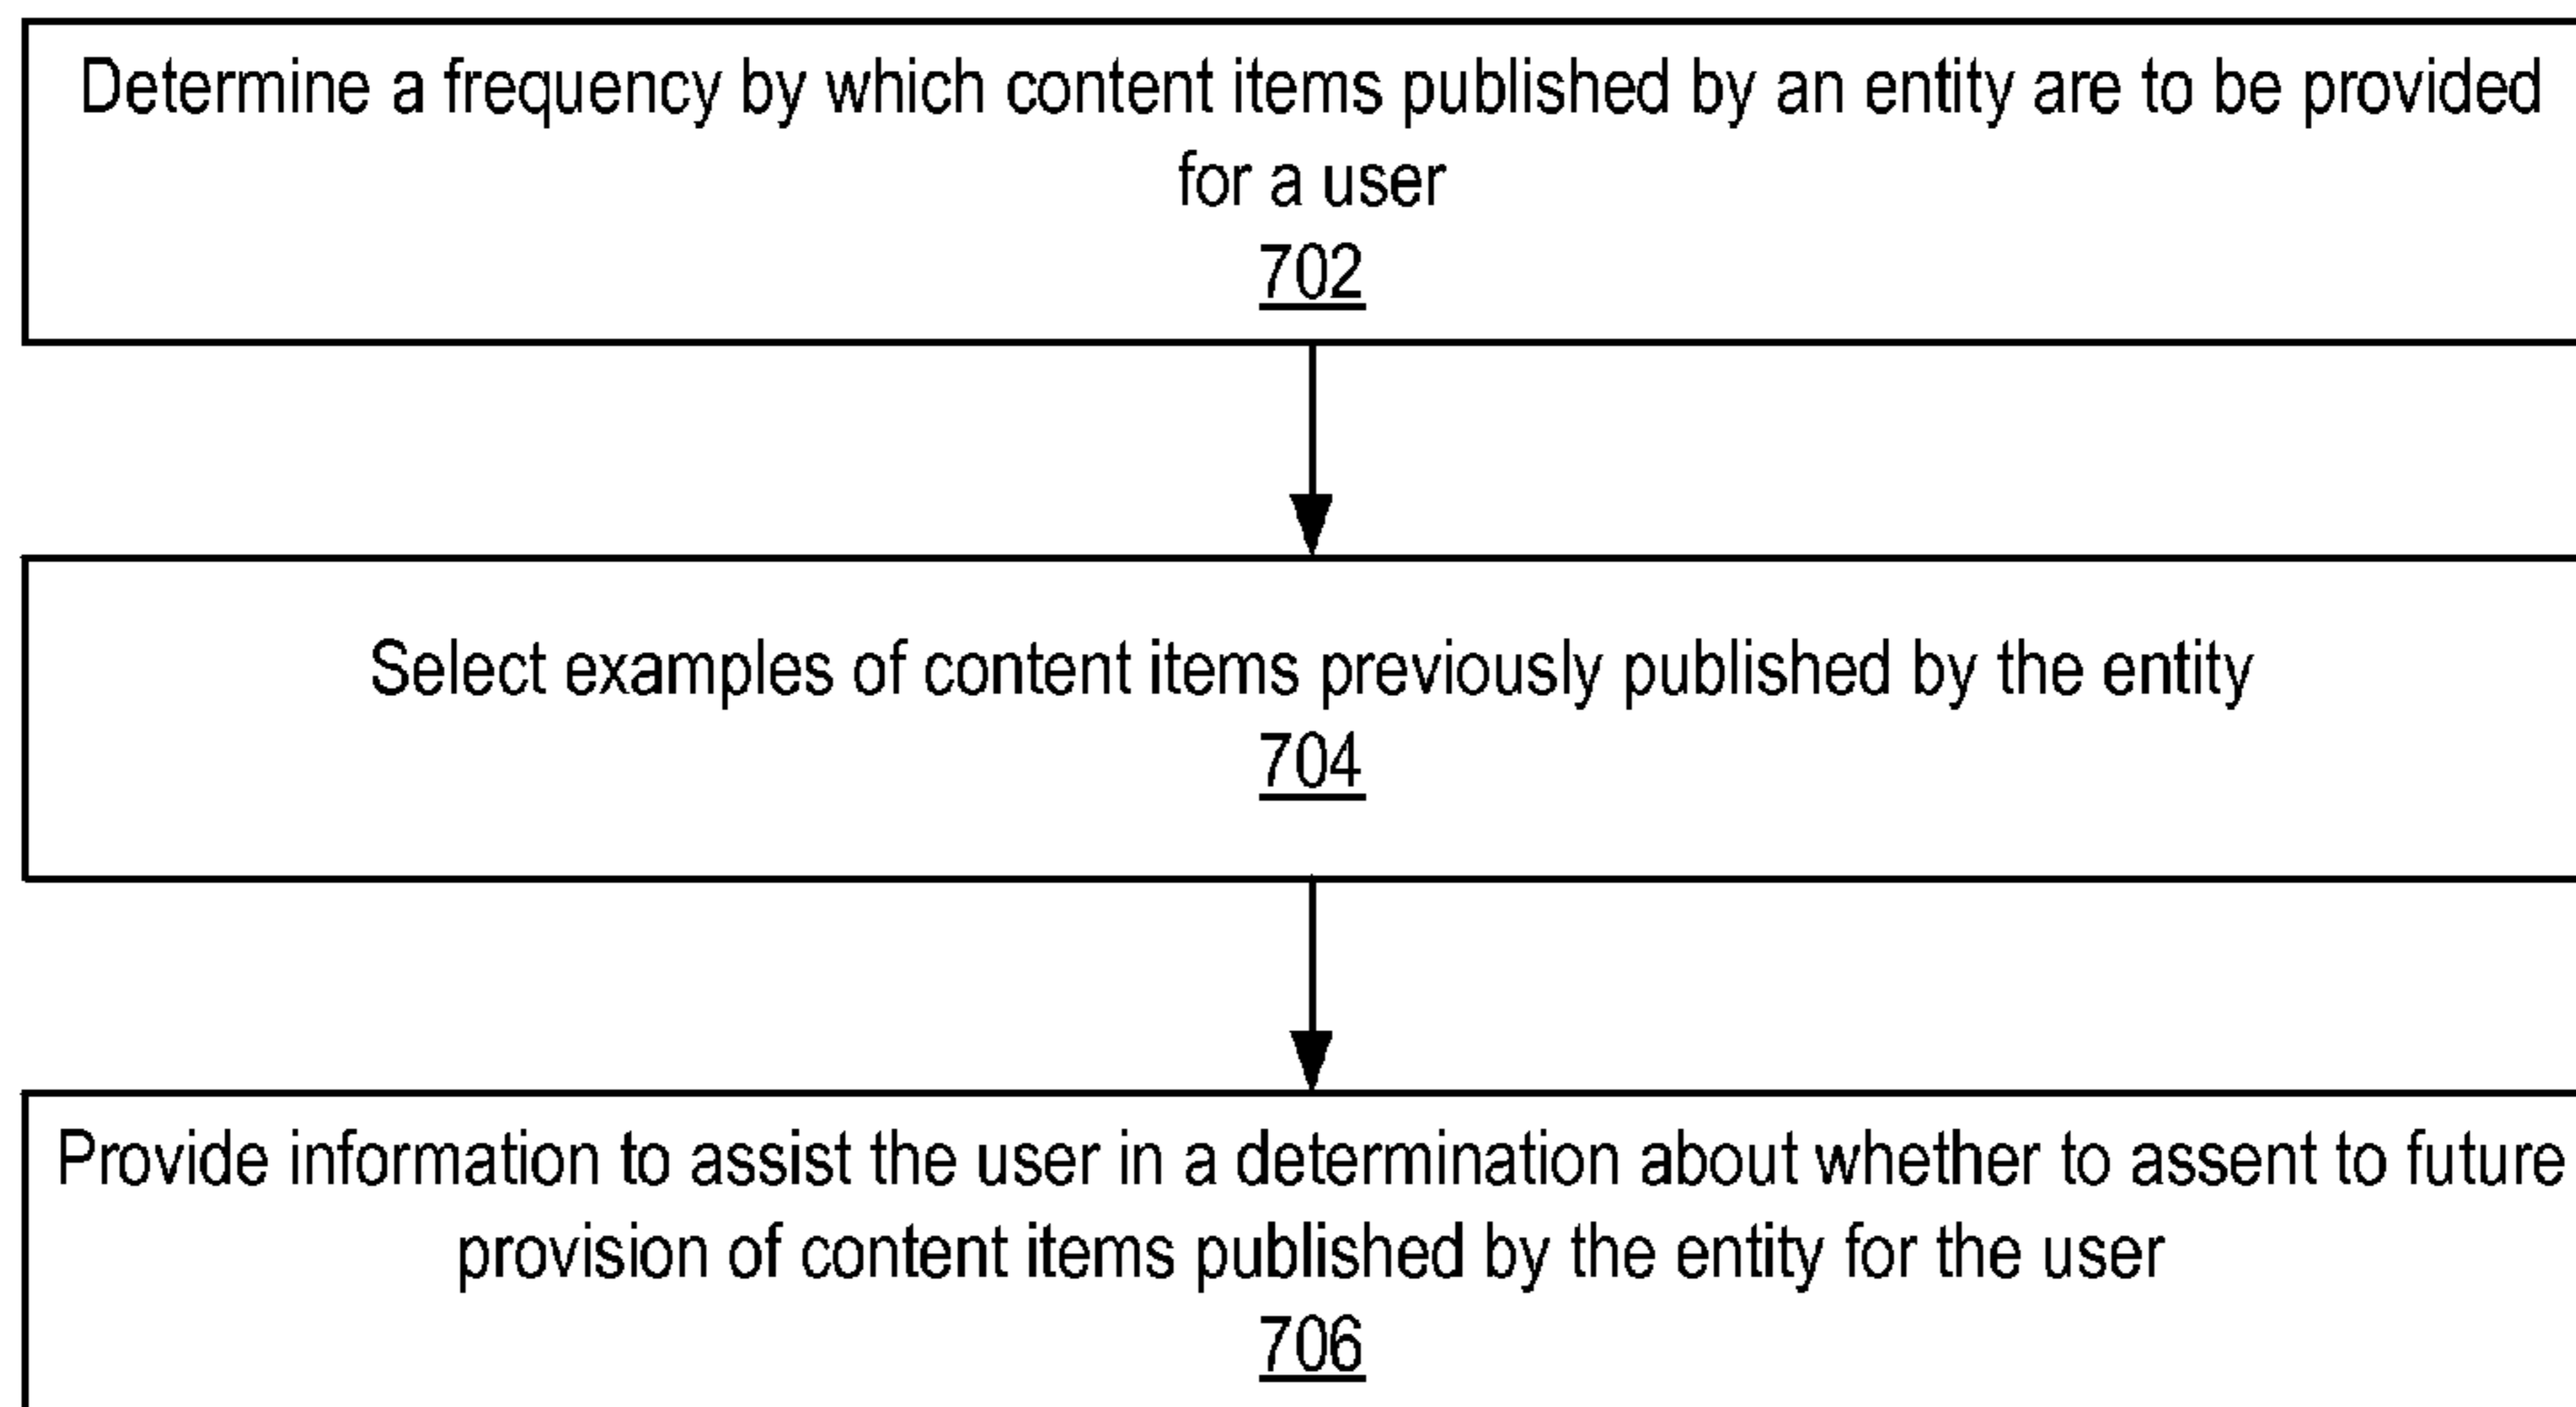 Determine a frequency by which content items published by an entity are to be provided
for a user
702
Select examples of content items previously published by the entity
704
Provide information to assist the user in a determination about whether to assent to future
provision of content items published by the entity for the user
706